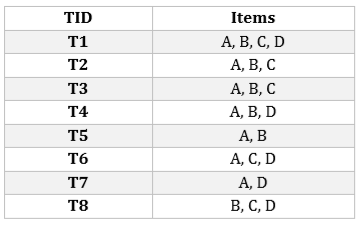 TID Items
T1 A, B, C, D
T2 A, B, C
T3 A, B, C
T4 A, B, D
T5 A, B
T6 A, C, D
T7 A, D
T8 B, C, D